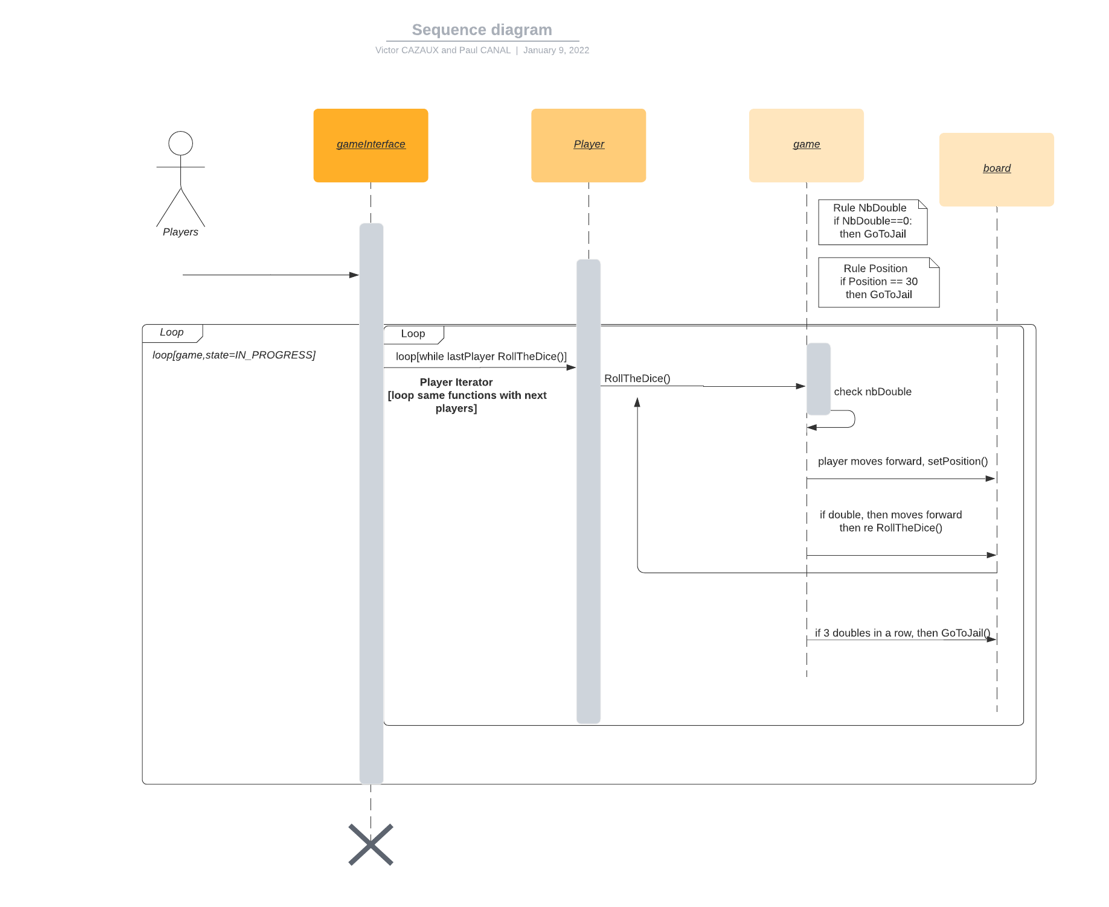 Sequence diagram
Victor CAZAUX and Paul CANAL | January 9, 2022
gameInterface
Player
game
board
Players
Rule NbDouble
if NbDouble==0:
then GoToJail
Rule Position
if Position == 30
then GoToJail
Loop
loop[game,state=IN_PROGRESS]
Loop
loop[while lastPlayer RollTheDice()]
Player Iterator
[loop same functions with next
players]
RollTheDice()
check nbDouble
player moves forward, setPosition()
if double, then moves forward
then re RollTheDice()
if 3 doubles in a row, then GoToJail()